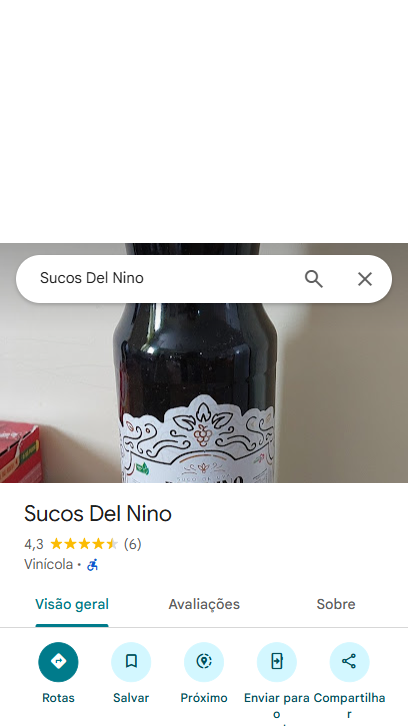 Sucos Del Nino
Sucos Del Nino
4,3 (6)
Vinícola ·
Visão geral Avaliações Sobre
Rotas Salvar Próximo Enviar para Compartilha
o r